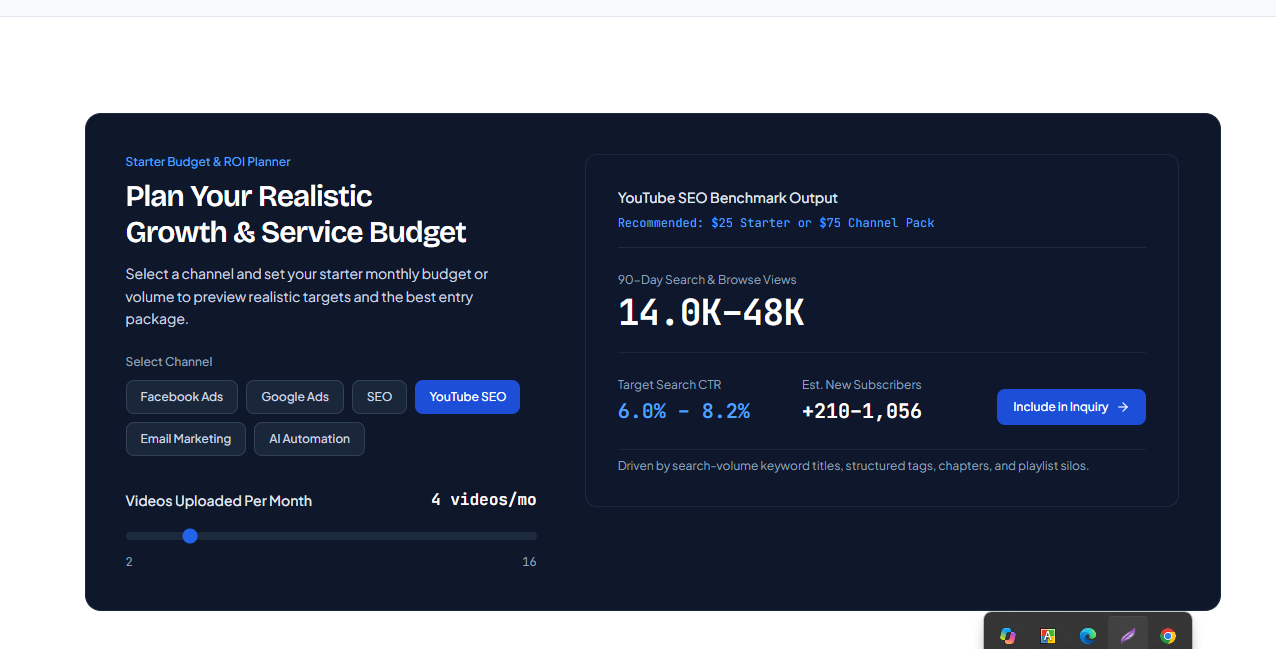 Starter Budget & ROI Planner
Plan Your Realistic
Growth & Service Budget
Select a channel and set your starter monthly budget or
volume to preview realistic targets and the best entry
package.
Select Channel
Facebook Ads
Google Ads
SEO
YouTube SEO
Email Marketing
AI Automation
Videos Uploaded Per Month
4 videos/mo
2
16
YouTube SEO Benchmark Output
Recommended: $25 Starter or $75 Channel Pack
90-Day Search & Browse Views
14.0K–48K
Target Search CTR
6.0% – 8.2%
Est. New Subscribers
+210–1,056
Include in Inquiry →
Driven by search-volume keyword titles, structured tags, chapters, and playlist silos.